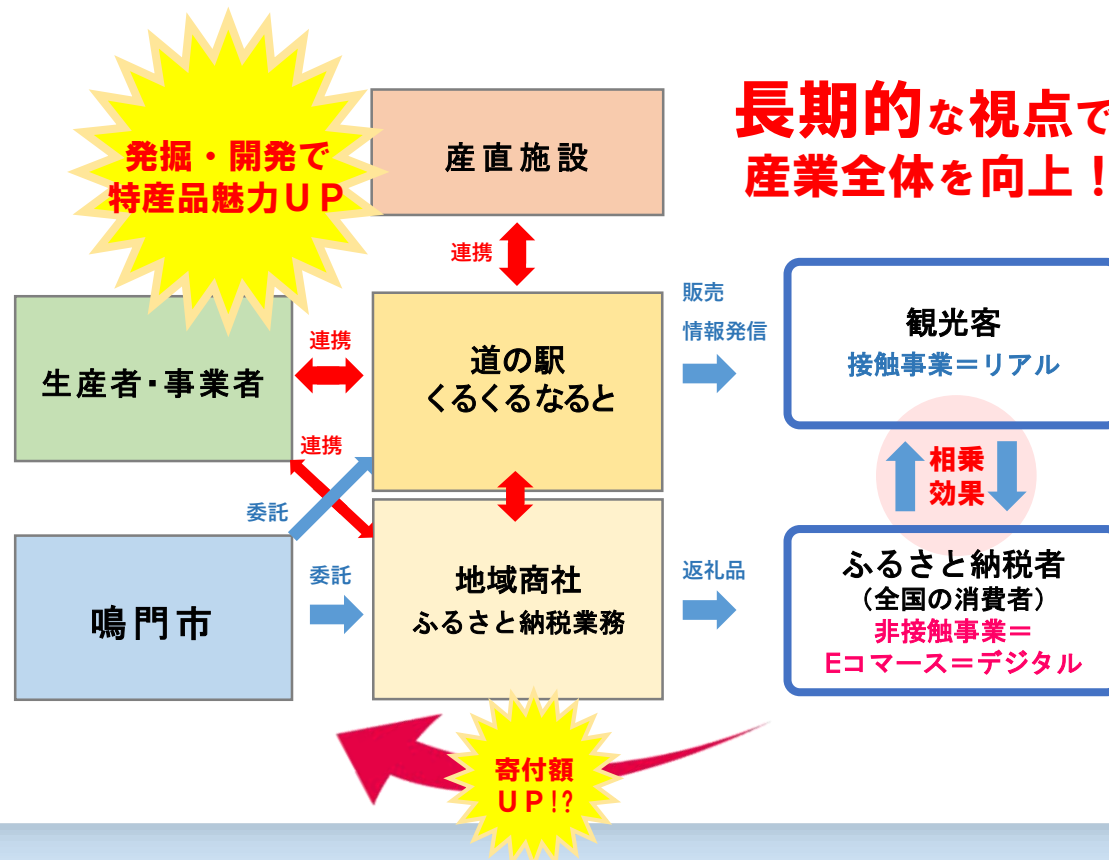 発掘・開発で
特産品魅力ＵＰ
産直施設
長期的な視点で
産業全体を向上！
連携
生産者・事業者
連携
道の駅
くるくるなると
販売
情報発信
観光客
接触事業＝リアル
連携
委託
相乗
効果
鳴門市
委託
地域商社
ふるさと納税業務
返礼品
ふるさと納税者
（全国の消費者）
非接触事業＝
Eコマース＝デジタル
寄付額
ＵＰ!?